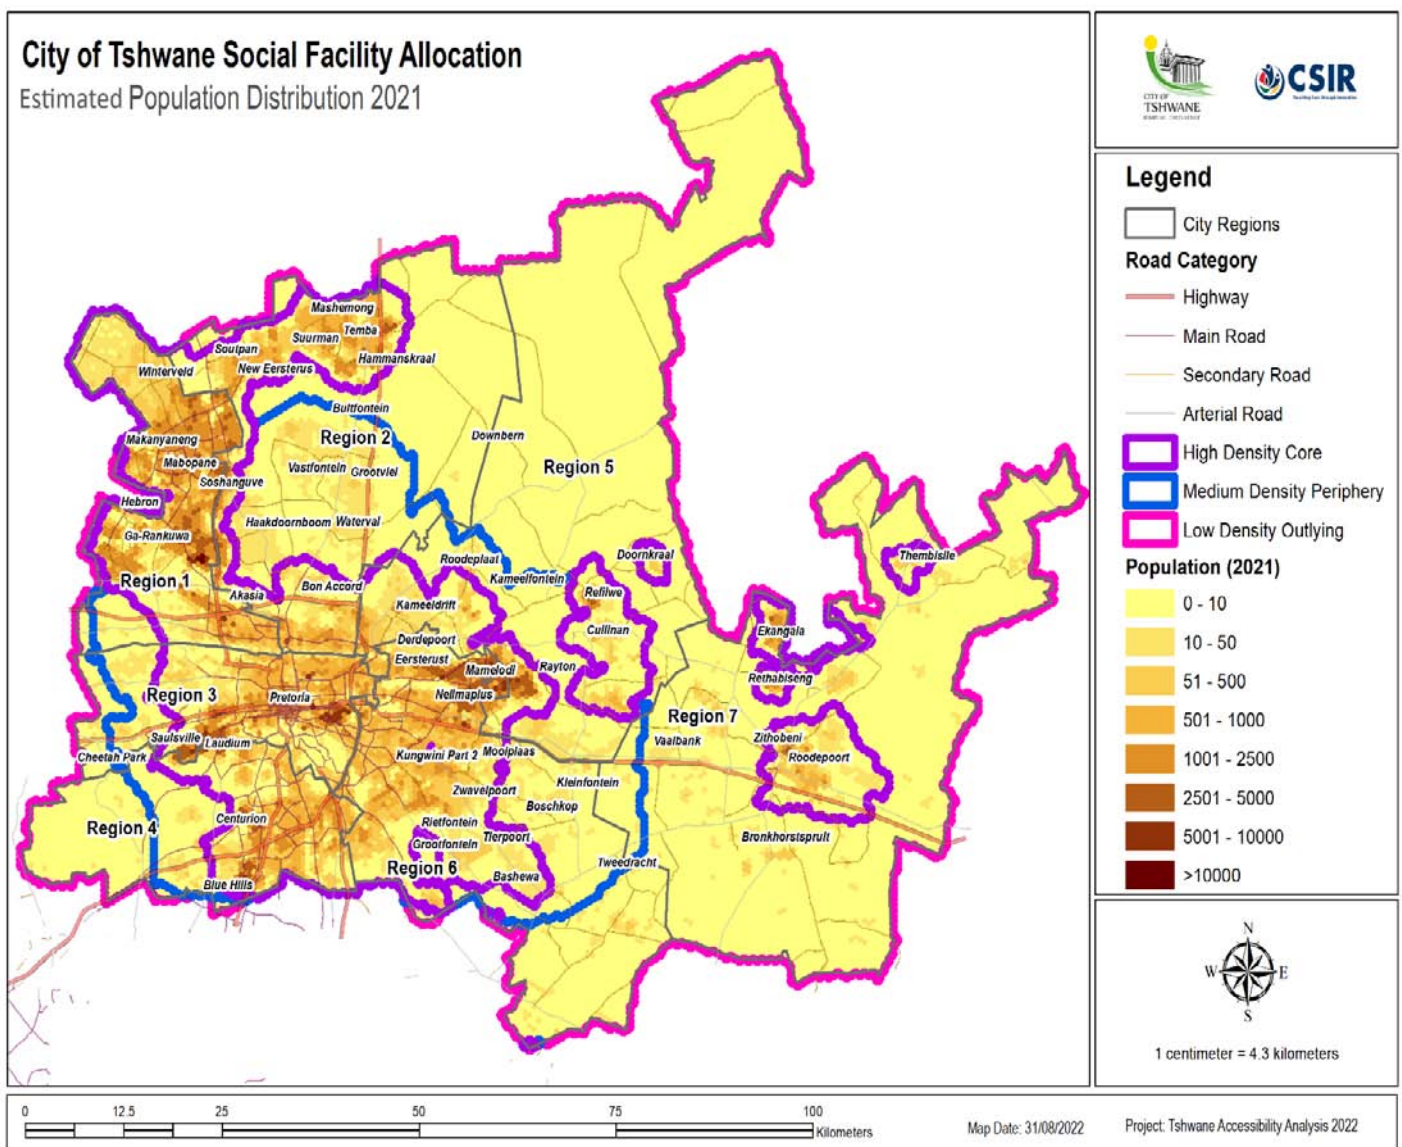 City of Tshwane Social Facility Allocation
Estimated Population Distribution 2021
CITY OF
TSHWANE
CSIR
Legend
City Regions
Road Category
Highway
Main Road
Secondary Road
Arterial Road
High Density Core
Medium Density Periphery
Low Density Outlying
Population (2021)
0 - 10
10 - 50
51 - 500
501 - 1000
1001 - 2500
2501 - 5000
5001 - 10000
>10000
N
W E
S
1 centimeter = 4.3 kilometers
Mashemong
Temba
Suurman
Soutpan
Hammanskraal
New Eersterus
Winterveld
Bultfontein
Region 2
Downbern
Makanyaneng
Mabopane
Vastfontein
Grootvlei
Region 5
Soshanguve
Hebron
Haakdoornboom
Waterval
Ga-Rankuwa
Roodeplaat
Doornkraal
Thembisile
Region 1
Kameelfontein
Bon Accord
Akasia
Refilwe
Kameeldrift
Cullinan
Ekangala
Derdepoort
Eersterust
Mamelodi
Rayton
Rethabiseng
Region 3
Pretoria
Nellmapius
Region 7
Saulsville
Laudium
Vaalbank
Zithobeni
Cheetah Park
Kungwini Part 2
Mooiplaas
Roodepoort
Kleinfontein
Zwavelpoort
Boschkop
Region 4
Centurion
Rietfontein
Tierpoort
Bronkhorstspruit
Grootfontein
Region 6
Tweedracht
Bashewa
Blue Hills
0 12.5 25 50 75 100
Kilometers
Map Date: 31/08/2022
Project: Tshwane Accessibility Analysis 2022